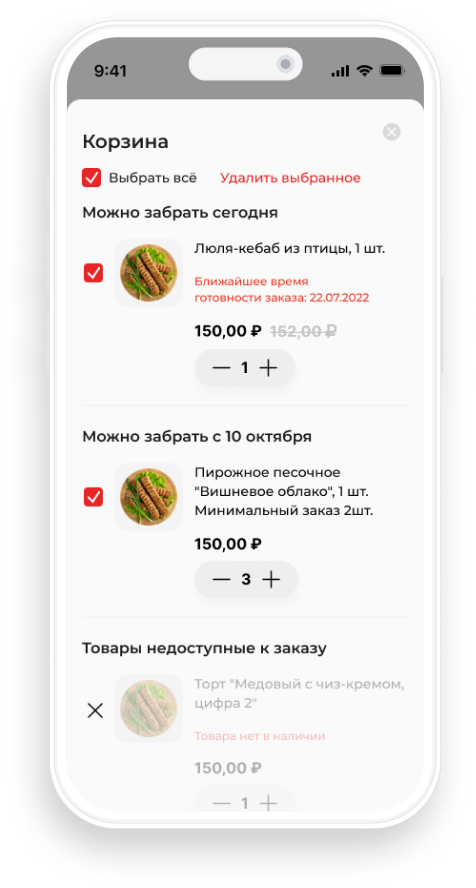 9:41
Корзина
Выбрать всё Удалить выбранное
Можно забрать сегодня
Люля-кебаб из птицы, 1 шт.
Ближайшее время
готовности заказа: 22.07.2022
150,00 ₽ 152,00 ₽
1
Можно забрать с 10 октября
Пирожное песочное
"Вишневое облако", 1 шт.
Минимальный заказ 2шт.
150,00 ₽
3
Товары недоступные к заказу
Торт "Медовый с чиз-кремом,
цифра 2"
Товара нет в наличии
150,00 ₽
1